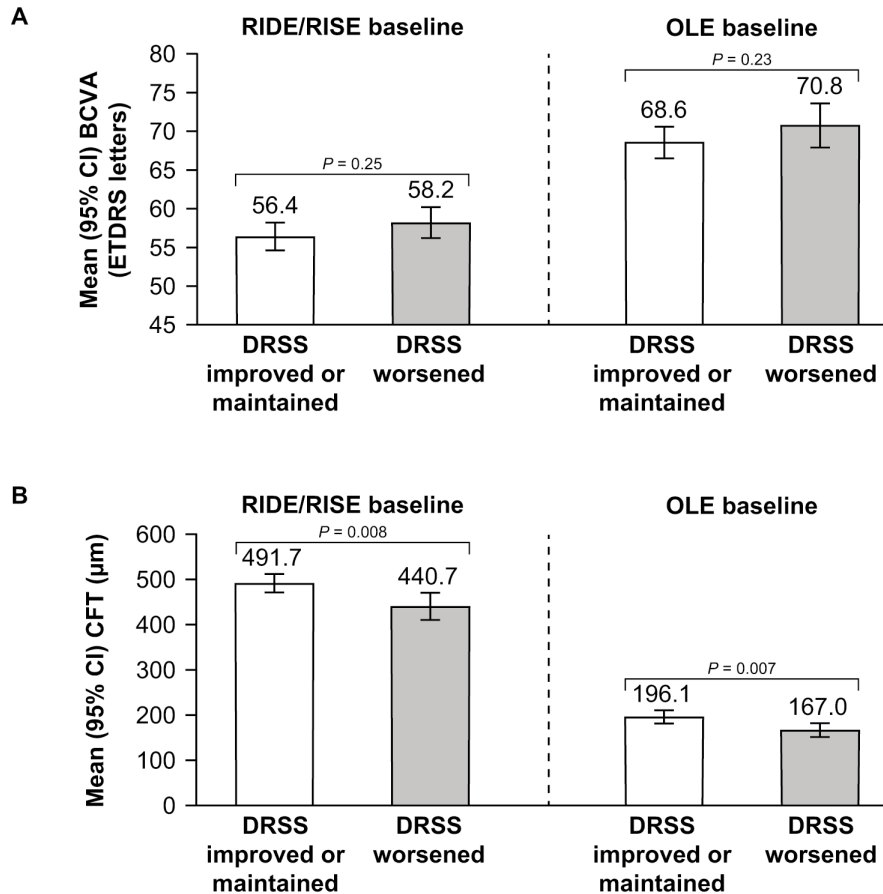 A
RIDE/RISE baseline
OLE baseline
Mean (95% CI) BCVA
(ETDRS letters)
80
75
70
65
60
55
50
45
P = 0.25
56.4
58.2
P = 0.23
68.6
70.8
DRSS
improved or
maintained
DRSS
worsened
DRSS
improved or
maintained
DRSS
worsened
B
RIDE/RISE baseline
OLE baseline
Mean (95% CI) CFT (µm)
600
500
400
300
200
100
0
P = 0.008
491.7
440.7
P = 0.007
196.1
167.0
DRSS
improved or
maintained
DRSS
worsened
DRSS
improved or
maintained
DRSS
worsened